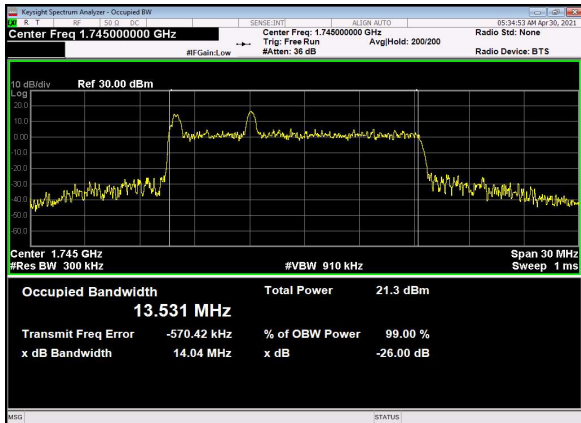 Keysight Spectrum Analyzer - Occupied BW
LXI R T RF 50 Ω DC SENSE:INT ALIGN AUTO 05:34:53 AM Apr 30, 2021
Center Freq 1.745000000 GHz Center Freq: 1.745000000 GHz Radio Std: None
Trig: Free Run Avg|Hold: 200/200
#IFGain:Low #Atten: 36 dB Radio Device: BTS
10 dB/div Ref 30.00 dBm
Log
20.0
10.0
0.00
-10.0
-20.0
-30.0
-40.0
-50.0
-60.0
Center 1.745 GHz Span 30 MHz
#Res BW 300 kHz #VBW 910 kHz Sweep 1 ms
Occupied Bandwidth Total Power 21.3 dBm
13.531 MHz
Transmit Freq Error -570.42 kHz % of OBW Power 99.00 %
x dB Bandwidth 14.04 MHz x dB -26.00 dB
MSG STATUS